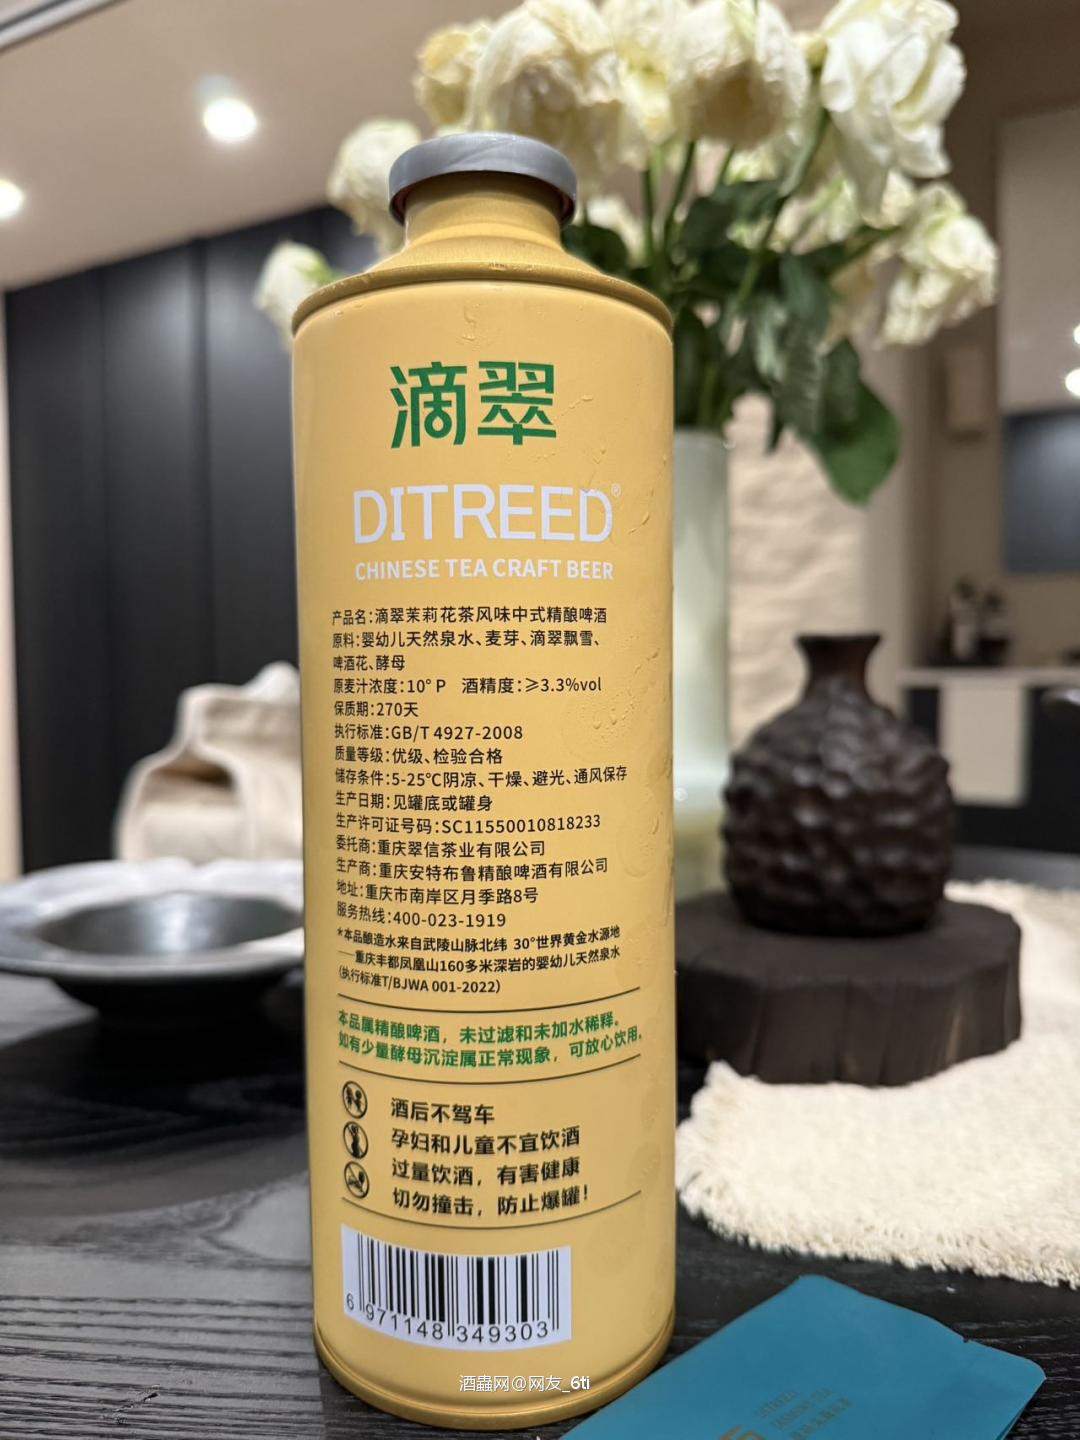 滴翠
DITREED®
CHINESE TEA CRAFT BEER
产品名：滴翠茉莉花茶风味中式精酿啤酒
原料：婴幼儿天然泉水、麦芽、滴翠飘雪、
啤酒花、酵母
原麦汁浓度：10°P 酒精度：≥3.3%vol
保质期：270天
执行标准：GB/T 4927-2008
质量等级：优级、检验合格
储存条件：5-25℃阴凉、干燥、避光、通风保存
生产日期：见罐底或罐身
生产许可证号码：SC11550010818233
委托商：重庆翠信茶业有限公司
生产商：重庆安特布鲁精酿啤酒有限公司
地址：重庆市南岸区月季路8号
服务热线：400-023-1919
*本品酿造水来自武陵山脉北纬 30°世界黄金水源地
——重庆丰都凤凰山160多米深岩的婴幼儿天然泉水
（执行标准T/BJWA 001-2022）
本品属精酿啤酒，未过滤和未加水稀释。
如有少量酵母沉淀属正常现象，可放心饮用。
酒后不驾车
孕妇和儿童不宜饮酒
过量饮酒，有害健康
切勿撞击，防止爆罐！
6 971148 349303
酒蟲网@网友_6ti